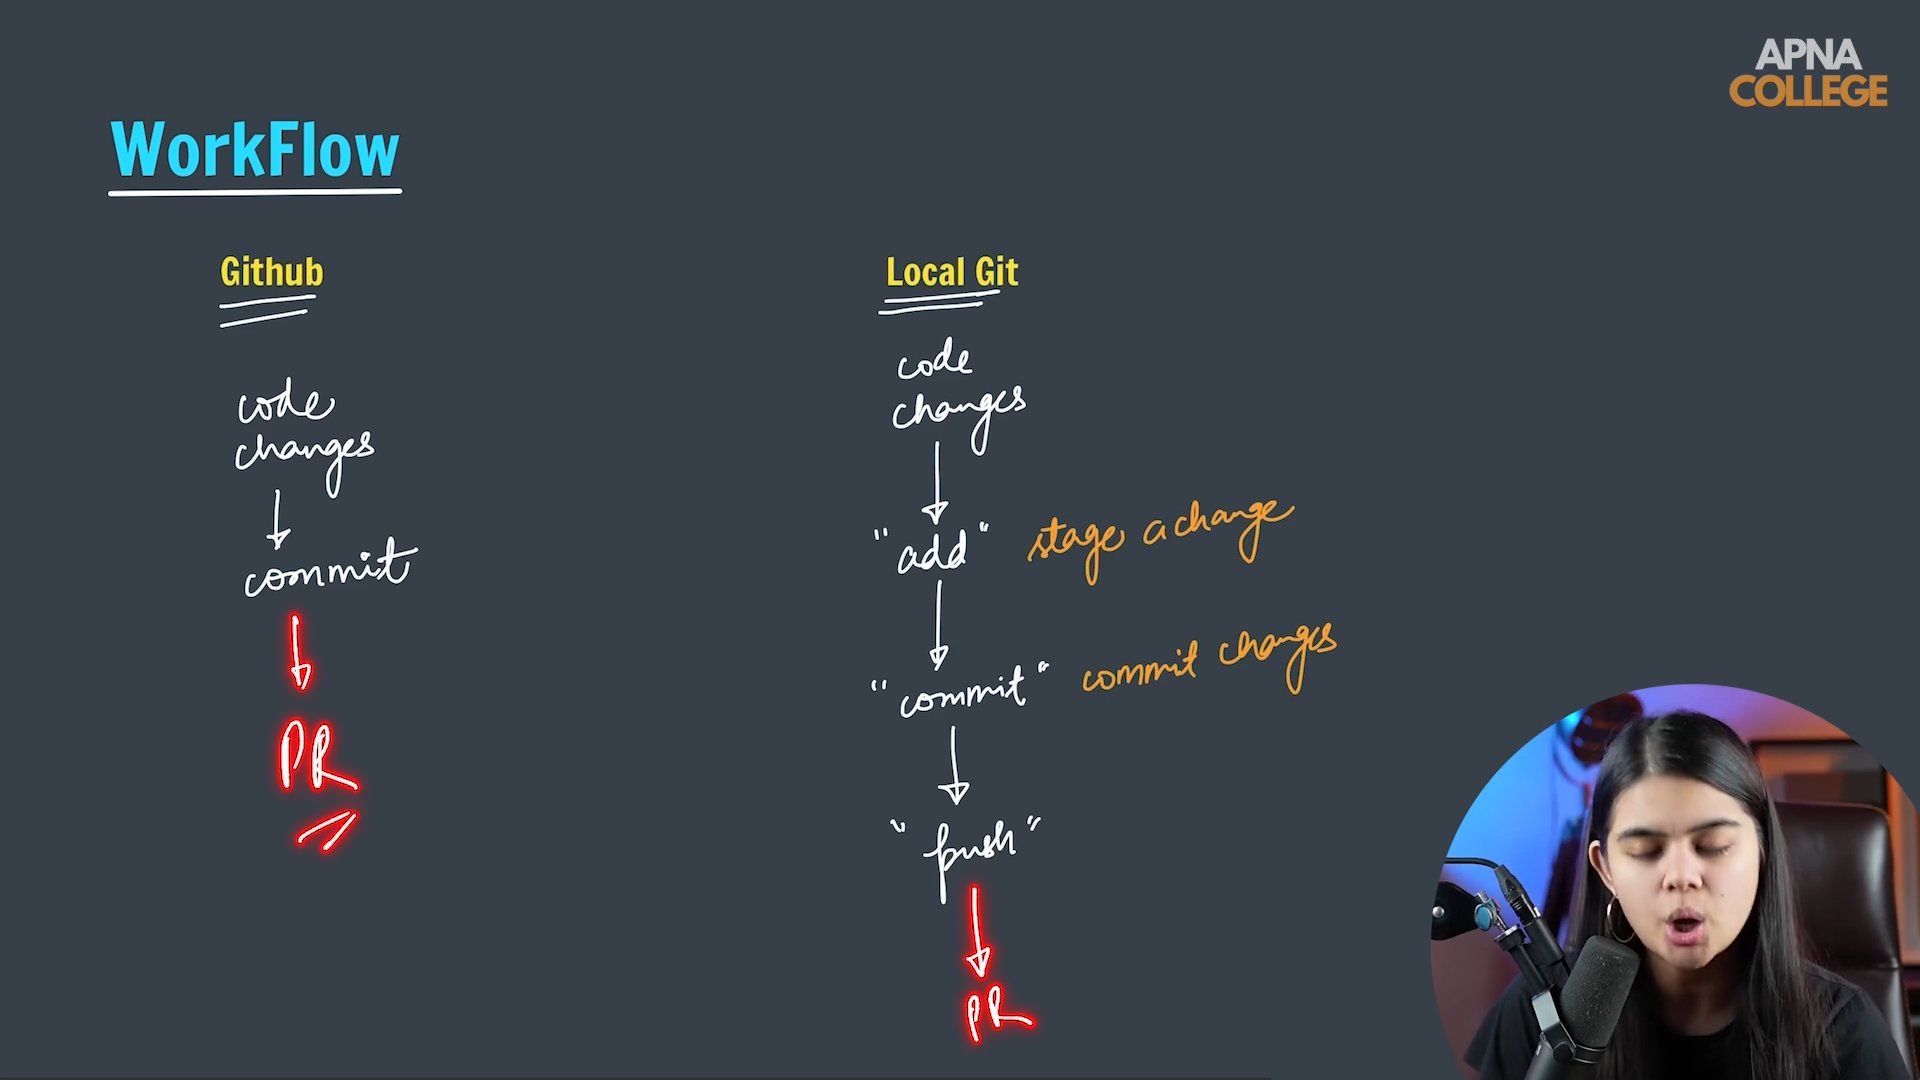 APNA
COLLEGE
WorkFlow
Github
code
changes
commit
PR
Local Git
code
changes
"add" stage a change
"commit" commit changes
"push"
PR